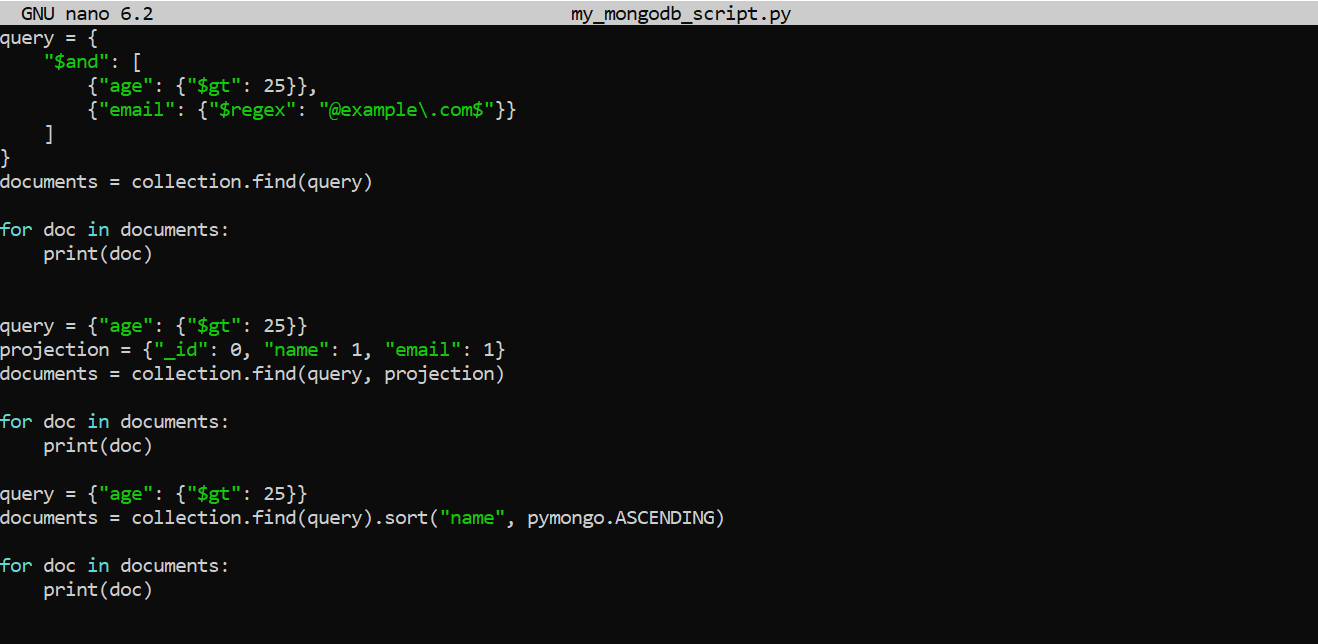 GNU nano 6.2 my_mongodb_script.py
query = {
    "$and": [
        {"age": {"$gt": 25}},
        {"email": {"$regex": "@example\.com$"}}
    ]
}
documents = collection.find(query)

for doc in documents:
    print(doc)


query = {"age": {"$gt": 25}}
projection = {"_id": 0, "name": 1, "email": 1}
documents = collection.find(query, projection)

for doc in documents:
    print(doc)

query = {"age": {"$gt": 25}}
documents = collection.find(query).sort("name", pymongo.ASCENDING)

for doc in documents:
    print(doc)